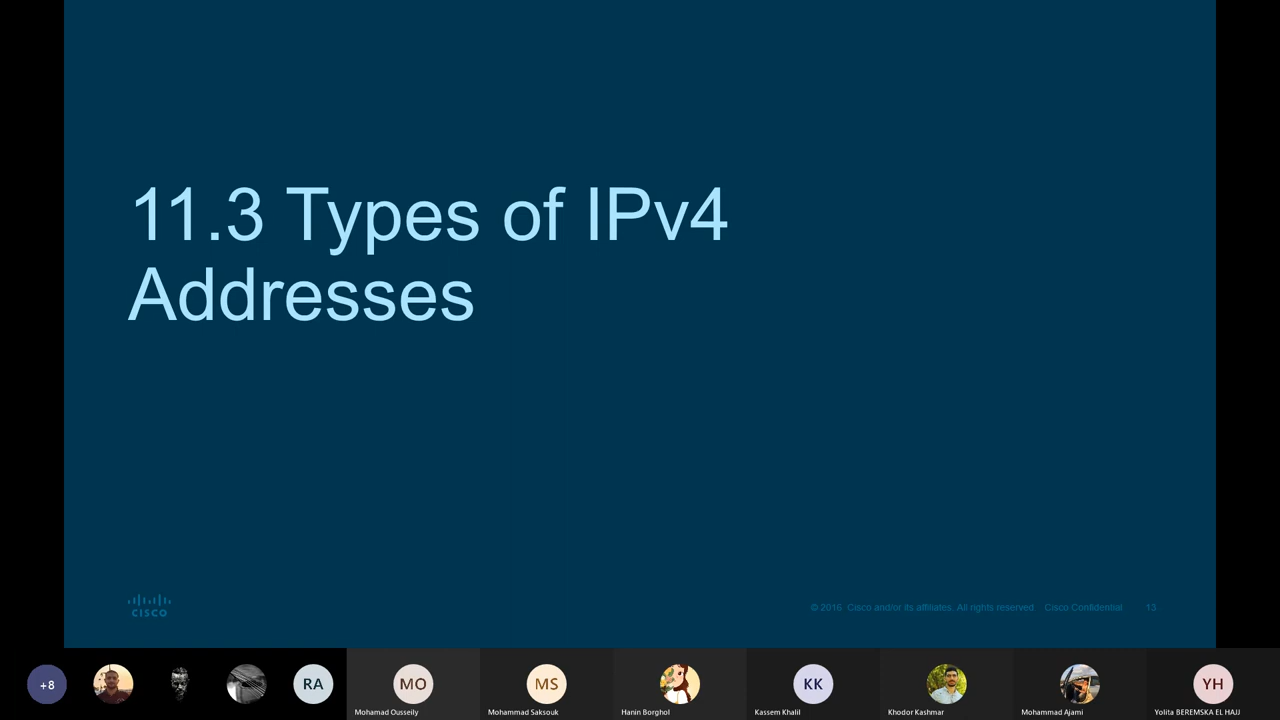 11.3 Types of IPv4
Addresses
CISCO
© 2016 Cisco and/or its affiliates. All rights reserved. Cisco Confidential 13
+8
RA
MO
MS
KK
YH
Mohamad Ousseily
Mohammad Saksouk
Hanin Borghol
Kassem Khalil
Khodor Kashmar
Mohammad Ajami
Yolita BEREMSKA EL HAJJ